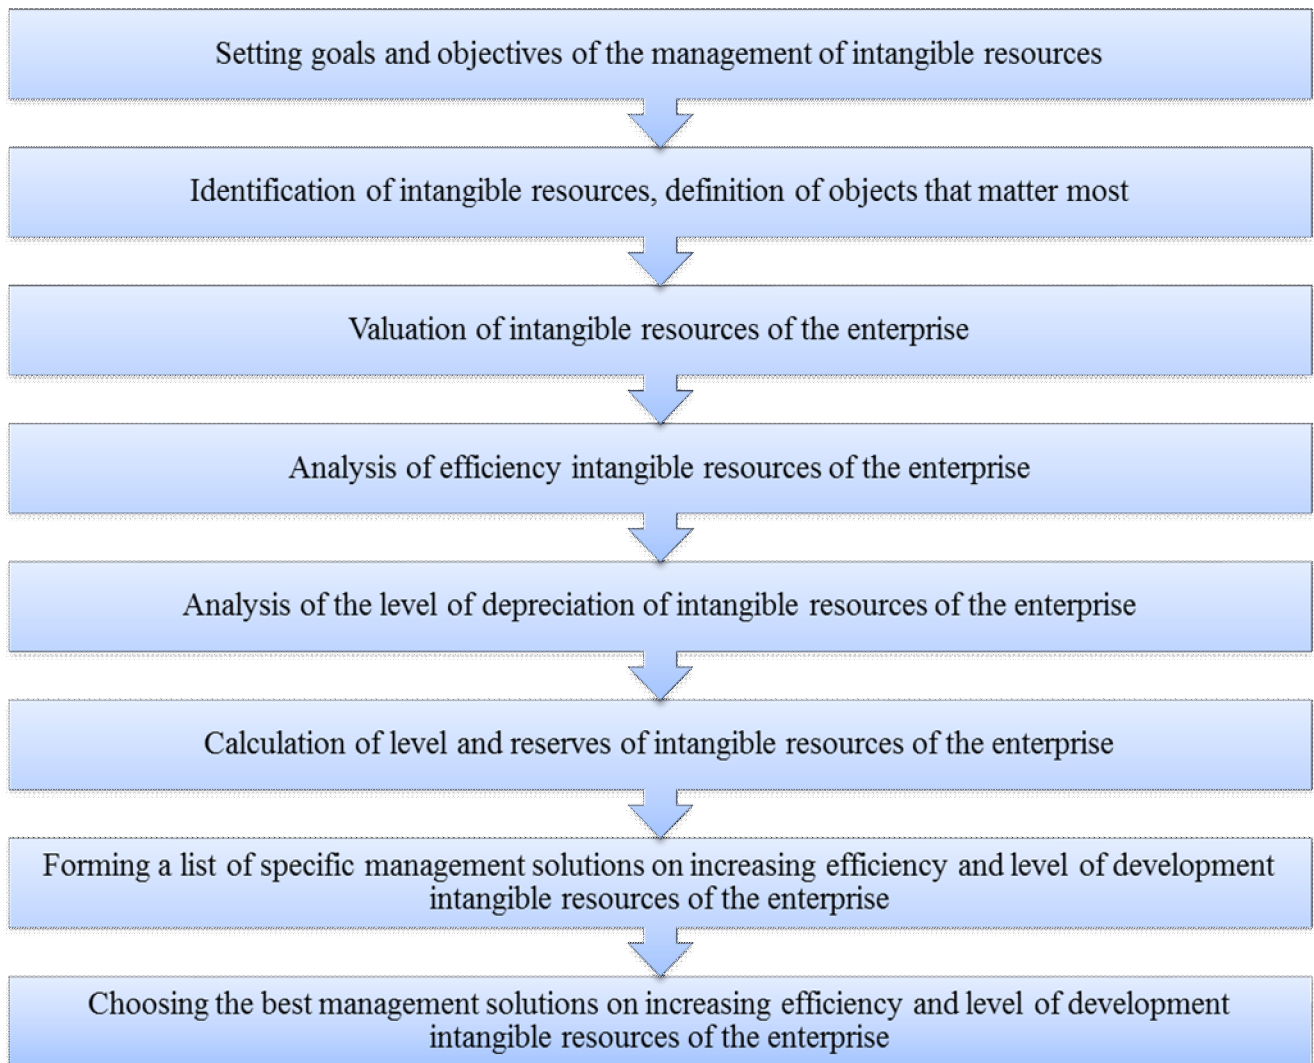 Setting goals and objectives of the management of intangible resources
Identification of intangible resources, definition of objects that matter most
Valuation of intangible resources of the enterprise
Analysis of efficiency intangible resources of the enterprise
Analysis of the level of depreciation of intangible resources of the enterprise
Calculation of level and reserves of intangible resources of the enterprise
Forming a list of specific management solutions on increasing efficiency and level of development
intangible resources of the enterprise
Choosing the best management solutions on increasing efficiency and level of development
intangible resources of the enterprise